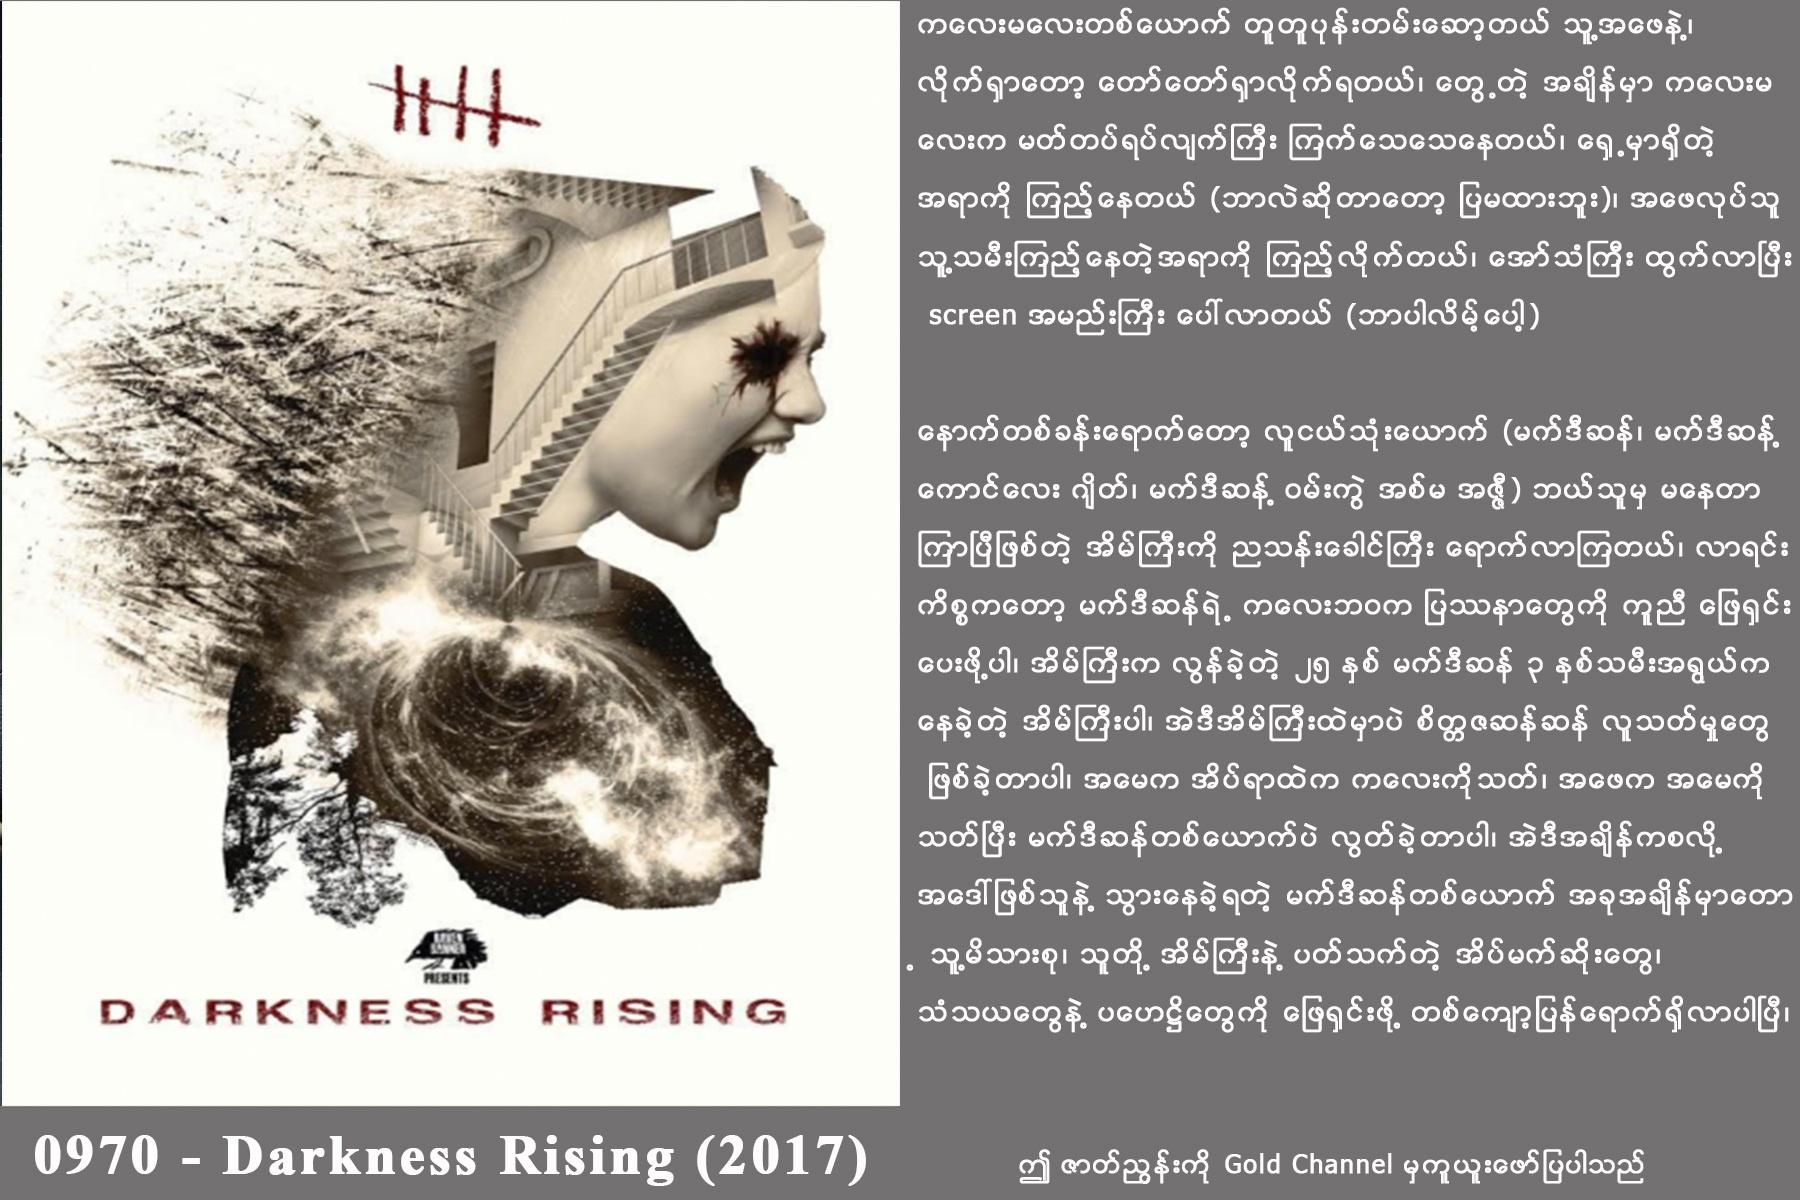 DARKNESS RISING
PRESENTS
0970 - Darkness Rising (2017)
ကလေးမလေးတစ်ယောက် တူတူပုန်းတမ်းဆော့တယ် သူ့အဖေနဲ့၊
လိုက်ရှာတော့ တော်တော်ရှာလိုက်ရတယ်၊ တွေ့တဲ့ အချိန်မှာ ကလေးမ
လေးက မတ်တပ်ရပ်လျက်ကြီး ကြက်သေသေနေတယ်၊ ရှေ့မှာရှိတဲ့
အရာကို ကြည့်နေတယ် (ဘာလဲဆိုတာတော့ ပြမထားဘူး)၊ အဖေလုပ်သူ
သူ့သမီးကြည့်နေတဲ့အရာကို ကြည့်လိုက်တယ်၊ အော်သံကြီး ထွက်လာပြီး
screen အမည်းကြီး ပေါ်လာတယ် (ဘာပါလိမ့်ပေါ့)
နောက်တစ်ခန်းရောက်တော့ လူငယ်သုံးယောက် (မက်ဒီဆန်၊ မက်ဒီဆန့်
ကောင်လေး ဂျိတ်၊ မက်ဒီဆန့် ဝမ်းကွဲ အစ်မ အဇ္ဇီ) ဘယ်သူမှ မနေတာ
ကြာပြီဖြစ်တဲ့ အိမ်ကြီးကို ညသန်းခေါင်ကြီး ရောက်လာကြတယ်၊ လာရင်း
ကိစ္စကတော့ မက်ဒီဆန်ရဲ့ ကလေးဘဝက ပြဿနာတွေကို ကူညီ ဖြေရှင်း
ပေးဖို့ပါ၊ အိမ်ကြီးက လွန်ခဲ့တဲ့ ၂၅ နှစ် မက်ဒီဆန် ၃ နှစ်သမီးအရွယ်က
နေခဲ့တဲ့ အိမ်ကြီးပါ၊ အဲဒီအိမ်ကြီးထဲမှာပဲ စိတ္တဇဆန်ဆန် လူသတ်မှုတွေ
ဖြစ်ခဲ့တာပါ၊ အမေက အိပ်ရာထဲက ကလေးကိုသတ်၊ အဖေက အမေကို
သတ်ပြီး မက်ဒီဆန်တစ်ယောက်ပဲ လွတ်ခဲ့တာပါ၊ အဲဒီအချိန်ကစလို့
အဒေါ်ဖြစ်သူနဲ့ သွားနေခဲ့ရတဲ့ မက်ဒီဆန်တစ်ယောက် အခုအချိန်မှာတော
့ သူ့မိသားစု၊ သူတို့ အိမ်ကြီးနဲ့ ပတ်သက်တဲ့ အိပ်မက်ဆိုးတွေ၊
သံသယတွေနဲ့ ပဟေဋ္ဌိတွေကို ဖြေရှင်းဖို့ တစ်ကျော့ပြန်ရောက်ရှိလာပါပြီ၊
ဤ ဇာတ်ညွှန်းကို Gold Channel မှကူယူးဖော်ပြပါသည်